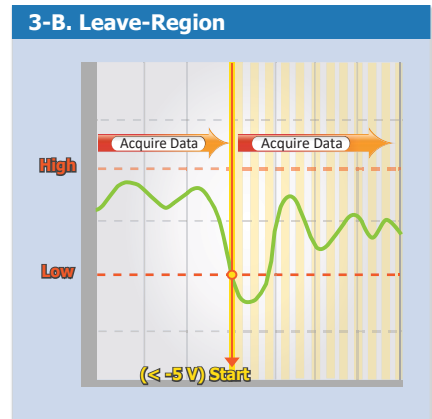 3-B. Leave-Region
Acquire Data Acquire Data
High
Low
(< -5 V) Start